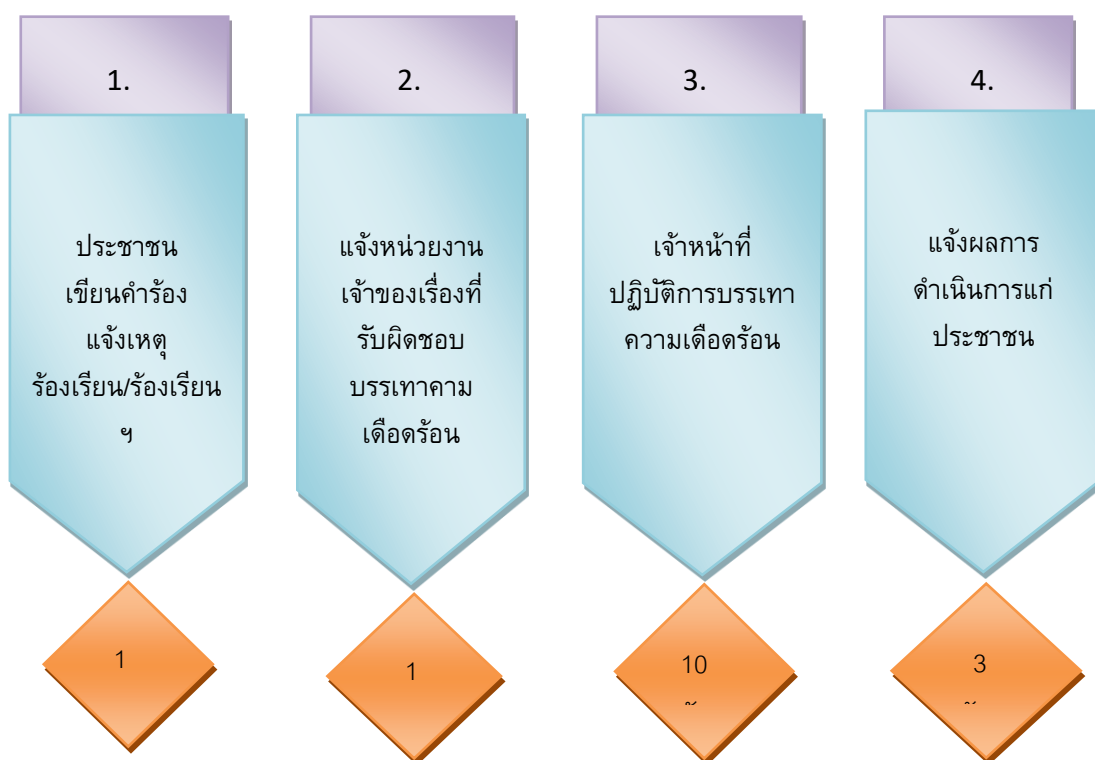 1.
ประชาชน
เขียนคำร้อง
แจ้งเหตุ
ร้องเรียน/ร้องเรียน
ฯ
1
2.
แจ้งหน่วยงาน
เจ้าของเรื่องที่
รับผิดชอบ
บรรเทาคาม
เดือดร้อน
1
3.
เจ้าหน้าที่
ปฏิบัติการบรรเทา
ความเดือดร้อน
10
4.
แจ้งผลการ
ดำเนินการแก่
ประชาชน
3